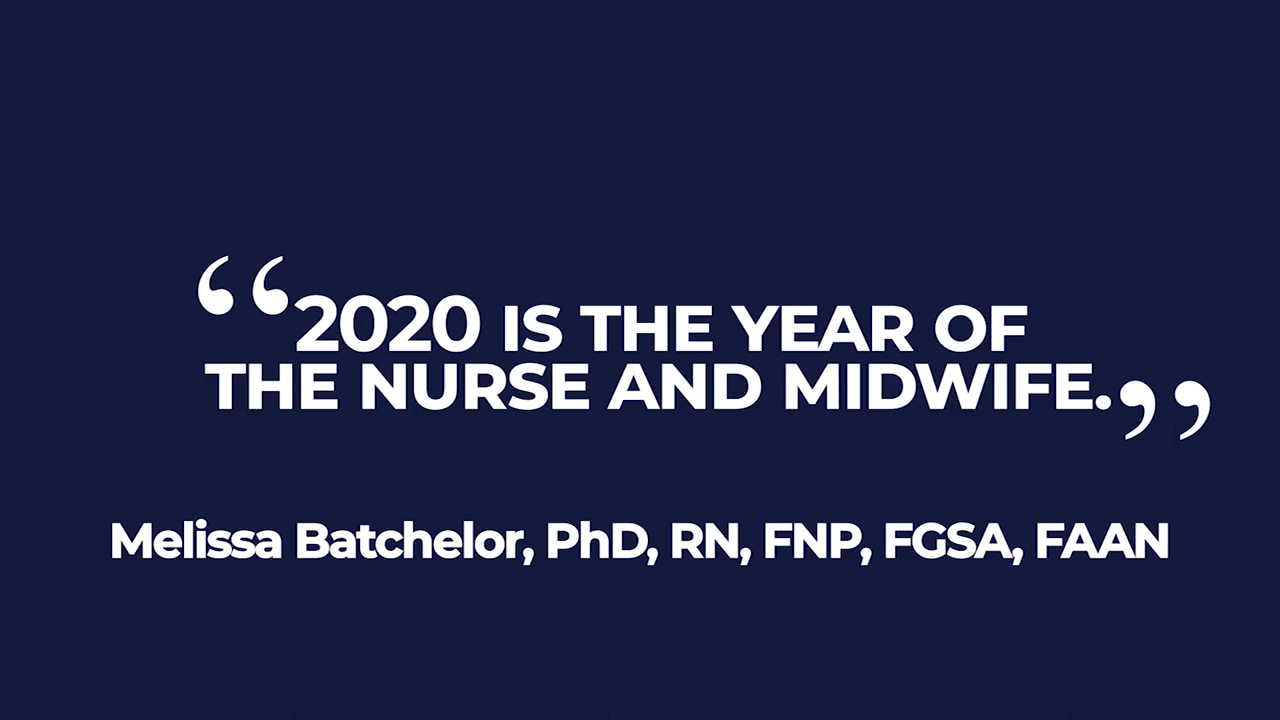 “2020 IS THE YEAR OF
THE NURSE AND MIDWIFE.”
Melissa Batchelor, PhD, RN, FNP, FGSA, FAAN